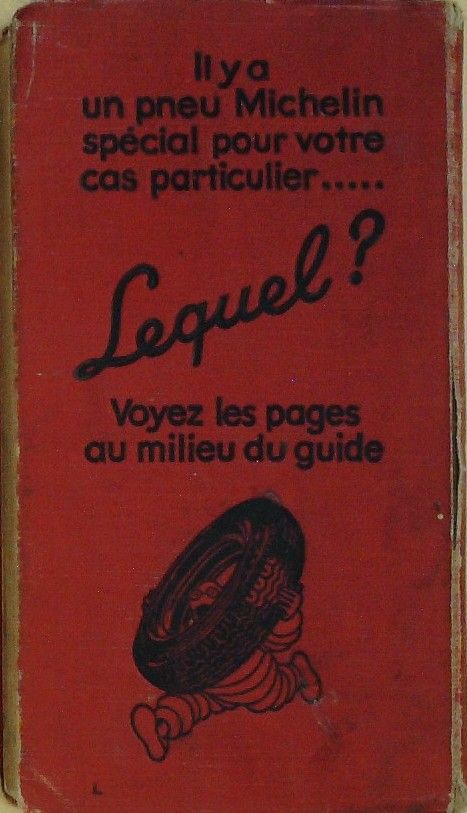 Il y a
un pneu Michelin
spécial pour votre
cas particulier.....
Lequel ?
Voyez les pages
au milieu du guide
L